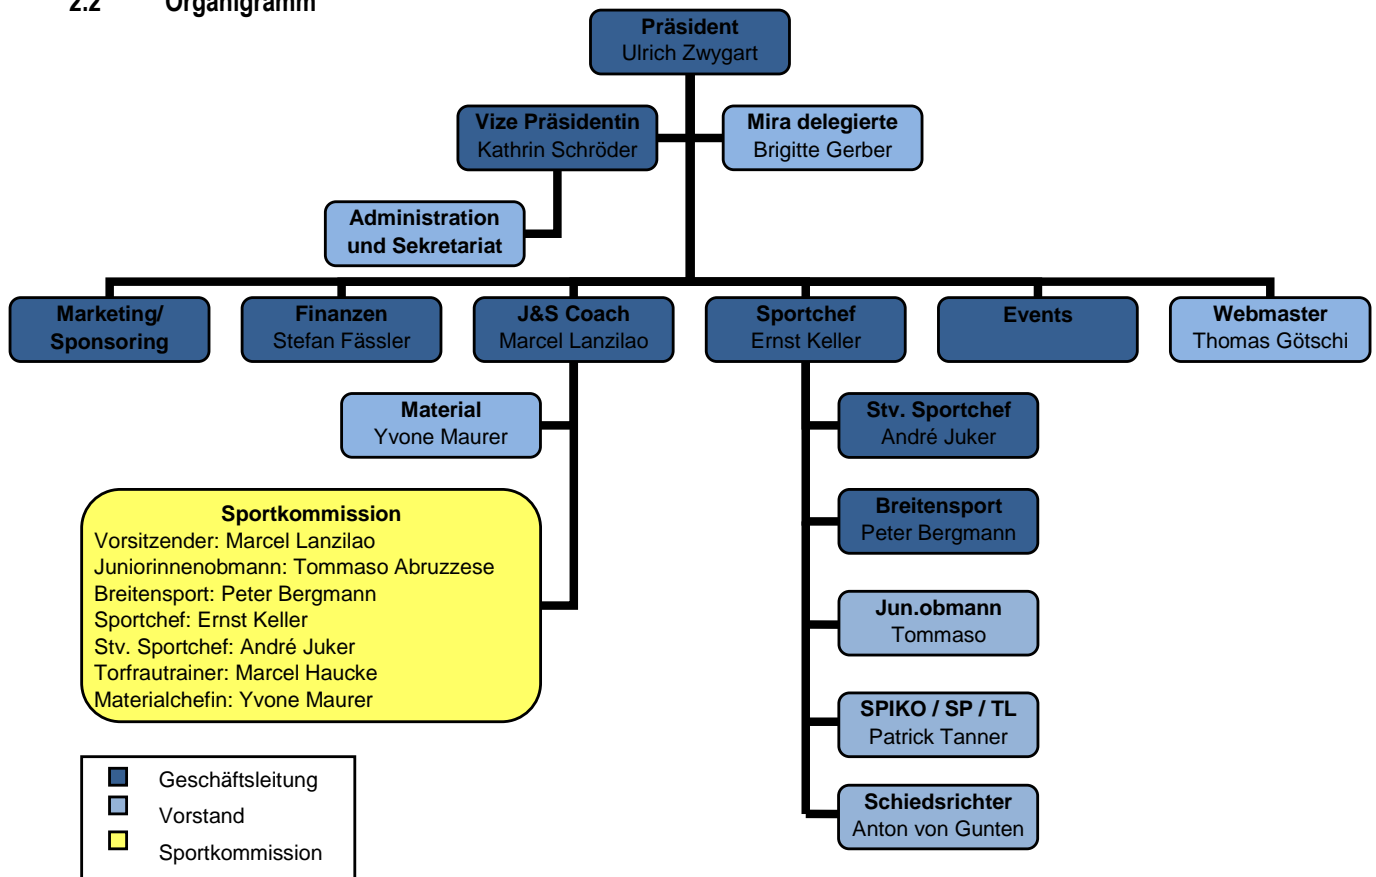 2.2 Organigramm
Präsident
Ulrich Zwygart
Vize Präsidentin
Kathrin Schröder
Mira delegierte
Brigitte Gerber
Administration
und Sekretariat
Marketing/
Sponsoring
Finanzen
Stefan Fässler
J&S Coach
Marcel Lanzilao
Sportchef
Ernst Keller
Events
Webmaster
Thomas Götschi
Material
Yvone Maurer
Stv. Sportchef
André Juker
Sportkommission
Vorsitzender: Marcel Lanzilao
Juniorinnenobmann: Tommaso Abruzzese
Breitensport: Peter Bergmann
Sportchef: Ernst Keller
Stv. Sportchef: André Juker
Torfrautrainer: Marcel Haucke
Materialchefin: Yvone Maurer
Breitensport
Peter Bergmann
Jun.obmann
Tommaso
SPIKO / SP / TL
Patrick Tanner
Schiedsrichter
Anton von Gunten
Geschäftsleitung
Vorstand
Sportkommission